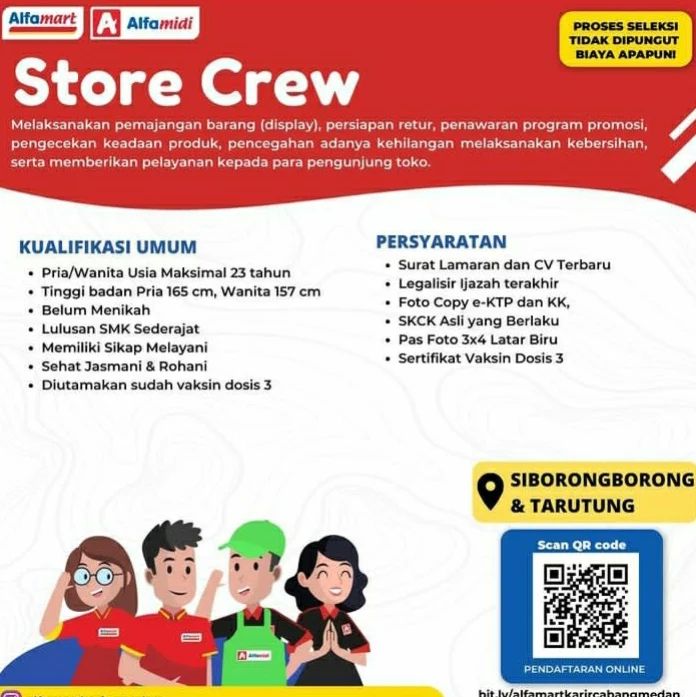 Alfamart
Alfamidi
PROSES SELEKSI
TIDAK DIPUNGUT
BIAYA APAPUN!
Store Crew
Melaksanakan pemajangan barang (display), persiapan retur, penawaran program promosi,
pengecekan keadaan produk, pencegahan adanya kehilangan melaksanakan kebersihan,
serta memberikan pelayanan kepada para pengunjung toko.
KUALIFIKASI UMUM
• Pria/Wanita Usia Maksimal 23 tahun
• Tinggi badan Pria 165 cm, Wanita 157 cm
• Belum Menikah
• Lulusan SMK Sederajat
• Memiliki Sikap Melayani
• Sehat Jasmani & Rohani
• Diutamakan sudah vaksin dosis 3
PERSYARATAN
• Surat Lamaran dan CV Terbaru
• Legalisir Ijazah terakhir
• Foto Copy e-KTP dan KK,
• SKCK Asli yang Berlaku
• Pas Foto 3x4 Latar Biru
• Sertifikat Vaksin Dosis 3
SIBORONGBORONG
& TARUTUNG
Scan QR code
PENDAFTARAN ONLINE
bit.ly/alfamartkarircabangmedan
Alfamidi